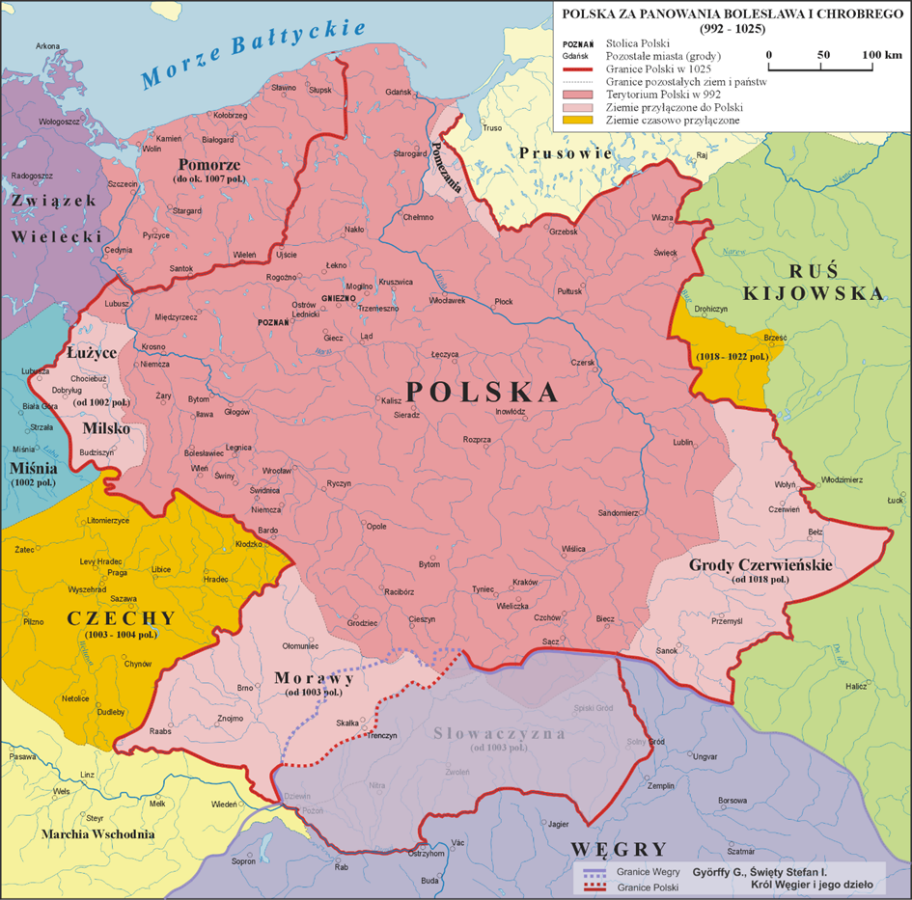 POLSKA ZA PANOWANIA BOLESŁAWA I CHROBREGO
(992 - 1025)
POZNAŃ Stolica Polski
Gdańsk Pozostałe miasta (grody)
Granice Polski w 1025
Granice pozostałych ziem i państw
Terytorium Polski w 992
Ziemie przyłączone do Polski
Ziemie czasowo przyłączone
0 50 100 km
Morze Bałtyckie
Arkona
Sławno
Słupsk
Gdańsk
Kołobrzeg
Wołogoszcz
Truso
Kamień
Białogard
Wolin
Prusowie
Raj
Starogard
Pomorze
(do ok. 1007 pol.)
Pomezania
Radogoszcz
Szczecin
Związek
Wielecki
Stargard
Chełmno
Wizna
Pyrzyce
Nakło
Grzebsk
Cedynia
Wieleń
Ujście
Święck
Narew
Santok
Łekno
Rogoźno
Mogilno
Kruszwica
RUŚ
KIJOWSKA
Pułtusk
Lubusz
GNIEZNO
Włocławek
Płock
Ostrów
Lednicki
Trzemeszno
Drohiczyn
Międzyrzecz
POZNAŃ
Giecz
Ląd
Brześć
Krosno
Łużyce
Łęczyca
(1018 - 1022 pol.)
Niemcza
Czersk
Lubusza
Chociebuż
Dobryług
POLSKA
(od 1002 pol.)
Żary
Bytom
Kalisz
Biała Góra
Iława
Głogów
Sieradz
Inowłódz
Strzała
Milsko
Rozprza
Lublin
Miśnia
Budziszyn
Bolesławiec
Legnica
Miśnia
(1002 pol.)
Wleń
Świny
Wrocław
Ryczyn
Wołyń
Włodzimierz
Świdnica
Łuck
Niemcza
Czerwień
Sandomierz
Litomierzyce
Opole
Bardo
Bełz
Żatec
Kłodzko
Wiślica
Levy Hradec
Praga
Libice
Bytom
Grody Czerwieńskie
(od 1018 pol.)
Hradec
Wyszehrad
Kraków
Racibórz
Tyniec
Sazawa
Wieliczka
CZECHY
(1003 - 1004 pol.)
Pilzno
Grodziec
Cieszyn
Czchów
Biecz
Przemyśl
Sącz
Ołomuniec
Sanok
Chynów
Morawy
(od 1003 pol.)
Brno
Halicz
Netolice
Dudleby
Znojmo
Skalka
Spiski Gród
Raabs
Trenczyn
Słowaczyzna
(od 1003 pol.)
Solny Gród
Pasawa
Ungvar
Linz
Zwoleń
Wels
Nitra
Zemplin
Dziewin
Melk
Wiedeń
Borsowa
Steyr
Pozoń
Marchia Wschodnia
Jagier
Vác
WĘGRY
Szatmár
Ostrzyhom
Sopron
Rab
Buda
Granice Węgry
Granice Polski
Györffy G., Święty Stefan I.
Król Węgier i jego dzieło